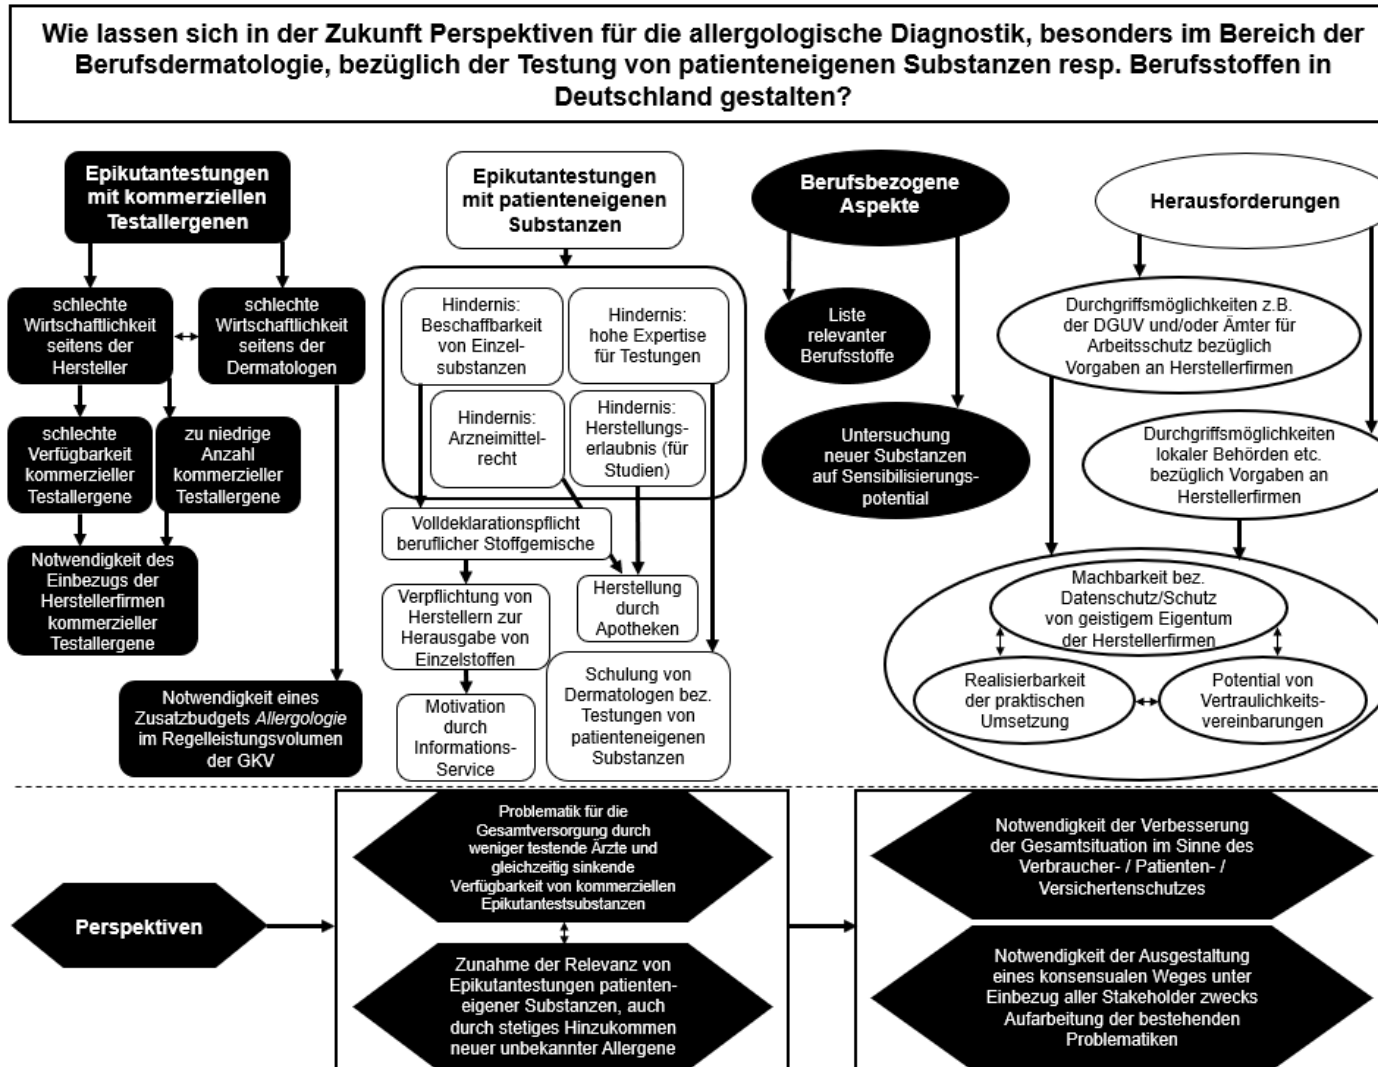 Wie lassen sich in der Zukunft Perspektiven für die allergologische Diagnostik, besonders im Bereich der
Berufsdermatologie, bezüglich der Testung von patienteneigenen Substanzen resp. Berufsstoffen in
Deutschland gestalten?
Epikutantestungen
mit kommerziellen
Testallergenen
schlechte
Wirtschaftlichkeit
seitens der
Hersteller
schlechte
Wirtschaftlichkeit
seitens der
Dermatologen
schlechte
Verfügbarkeit
kommerzieller
Testallergene
zu niedrige
Anzahl
kommerzieller
Testallergene
Notwendigkeit des
Einbezugs der
Herstellerfirmen
kommerzieller
Testallergene
Notwendigkeit eines
Zusatzbudgets Allergologie
im Regelleistungsvolumen
der GKV
Epikutantestungen
mit patienteneigenen
Substanzen
Hindernis:
Beschaffbarkeit
von Einzel-
substanzen
Hindernis:
hohe Expertise
für Testungen
Hindernis:
Arzneimittel-
recht
Hindernis:
Herstellungs-
erlaubnis (für
Studien)
Volldeklarationspflicht
beruflicher Stoffgemische
Verpflichtung von
Herstellern zur
Herausgabe von
Einzelstoffen
Herstellung
durch
Apotheken
Motivation
durch
Informations-
Service
Schulung von
Dermatologen bez.
Testungen von
patienteneigenen
Substanzen
Berufsbezogene
Aspekte
Liste
relevanter
Berufsstoffe
Untersuchung
neuer Substanzen
auf Sensibilisierungs-
potential
Herausforderungen
Durchgriffsmöglichkeiten z.B.
der DGUV und/oder Ämter für
Arbeitsschutz bezüglich
Vorgaben an Herstellerfirmen
Durchgriffsmöglichkeiten
lokaler Behörden etc.
bezüglich Vorgaben an
Herstellerfirmen
Machbarkeit bez.
Datenschutz/Schutz
von geistigem Eigentum
der Herstellerfirmen
Realisierbarkeit
der praktischen
Umsetzung
Potential von
Vertraulichkeits-
vereinbarungen
Perspektiven
Problematik für die
Gesamtversorgung durch
weniger testende Ärzte und
gleichzeitig sinkende
Verfügbarkeit von kommerziellen
Epikutantestsubstanzen
Zunahme der Relevanz von
Epikutantestungen patienten-
eigener Substanzen, auch
durch stetiges Hinzukommen
neuer unbekannter Allergene
Notwendigkeit der Verbesserung
der Gesamtsituation im Sinne des
Verbraucher- / Patienten- /
Versichertenschutzes
Notwendigkeit der Ausgestaltung
eines konsensualen Weges unter
Einbezug aller Stakeholder zwecks
Aufarbeitung der bestehenden
Problematiken